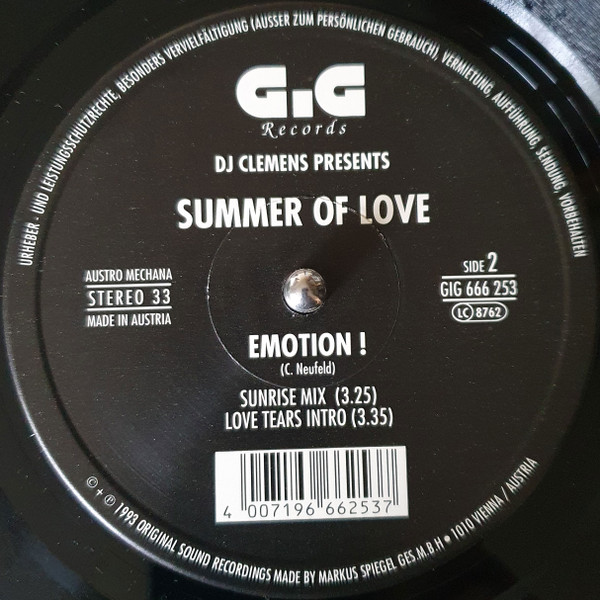 URHEBER - UND LEISTUNGSSCHUTZRECHTE, BESONDERS VERVIELFÄLTIGUNG (AUSSER ZUM PERSÖNLICHEN GEBRAUCH), VERMIETUNG, AUFFÜHRUNG, SENDUNG, VORBEHALTEN
GiG
Records
DJ CLEMENS PRESENTS
SUMMER OF LOVE
AUSTRO MECHANA
STEREO 33
MADE IN AUSTRIA
SIDE 2
GIG 666 253
LC 8762
EMOTION !
(C. Neufeld)
SUNRISE MIX (3.25)
LOVE TEARS INTRO (3.35)
4 007196 662537
© + ℗ 1993 ORIGINAL SOUND RECORDINGS MADE BY MARKUS SPIEGEL GES.M.B.H • 1010 VIENNA / AUSTRIA